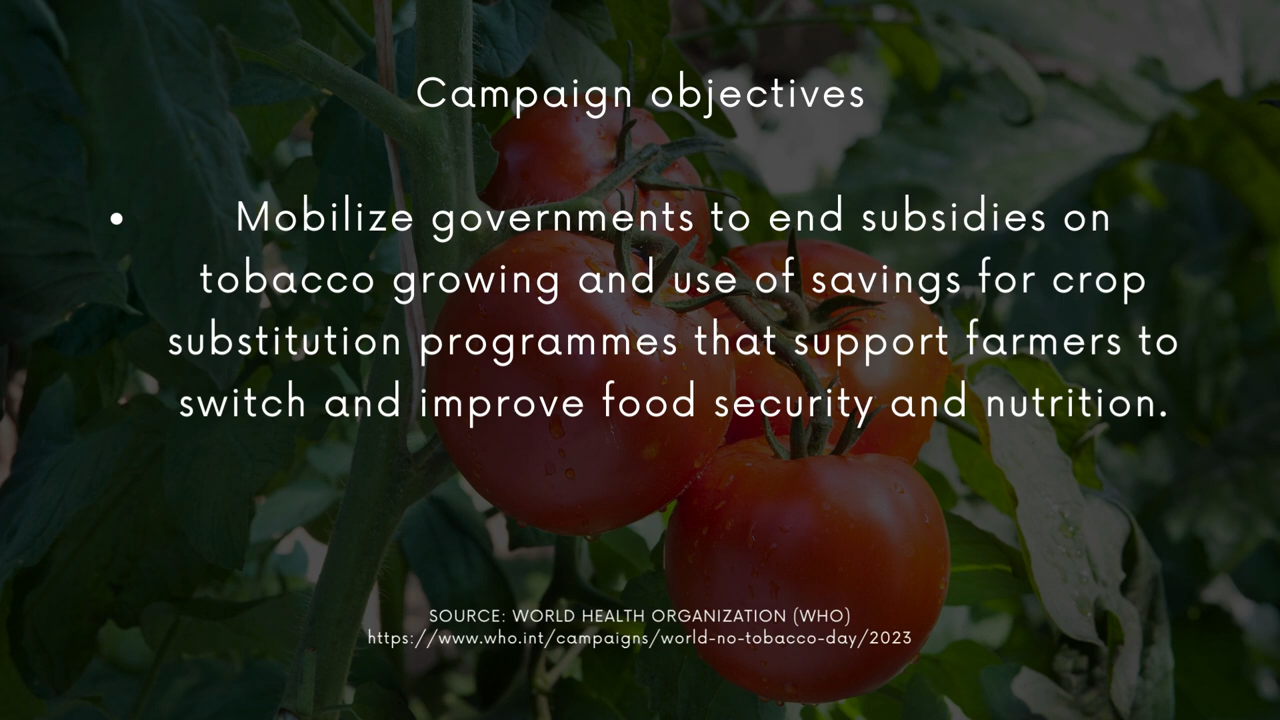 Campaign objectives
• Mobilize governments to end subsidies on
tobacco growing and use of savings for crop
substitution programmes that support farmers to
switch and improve food security and nutrition.
SOURCE: WORLD HEALTH ORGANIZATION (WHO)
https://www.who.int/campaigns/world-no-tobacco-day/2023